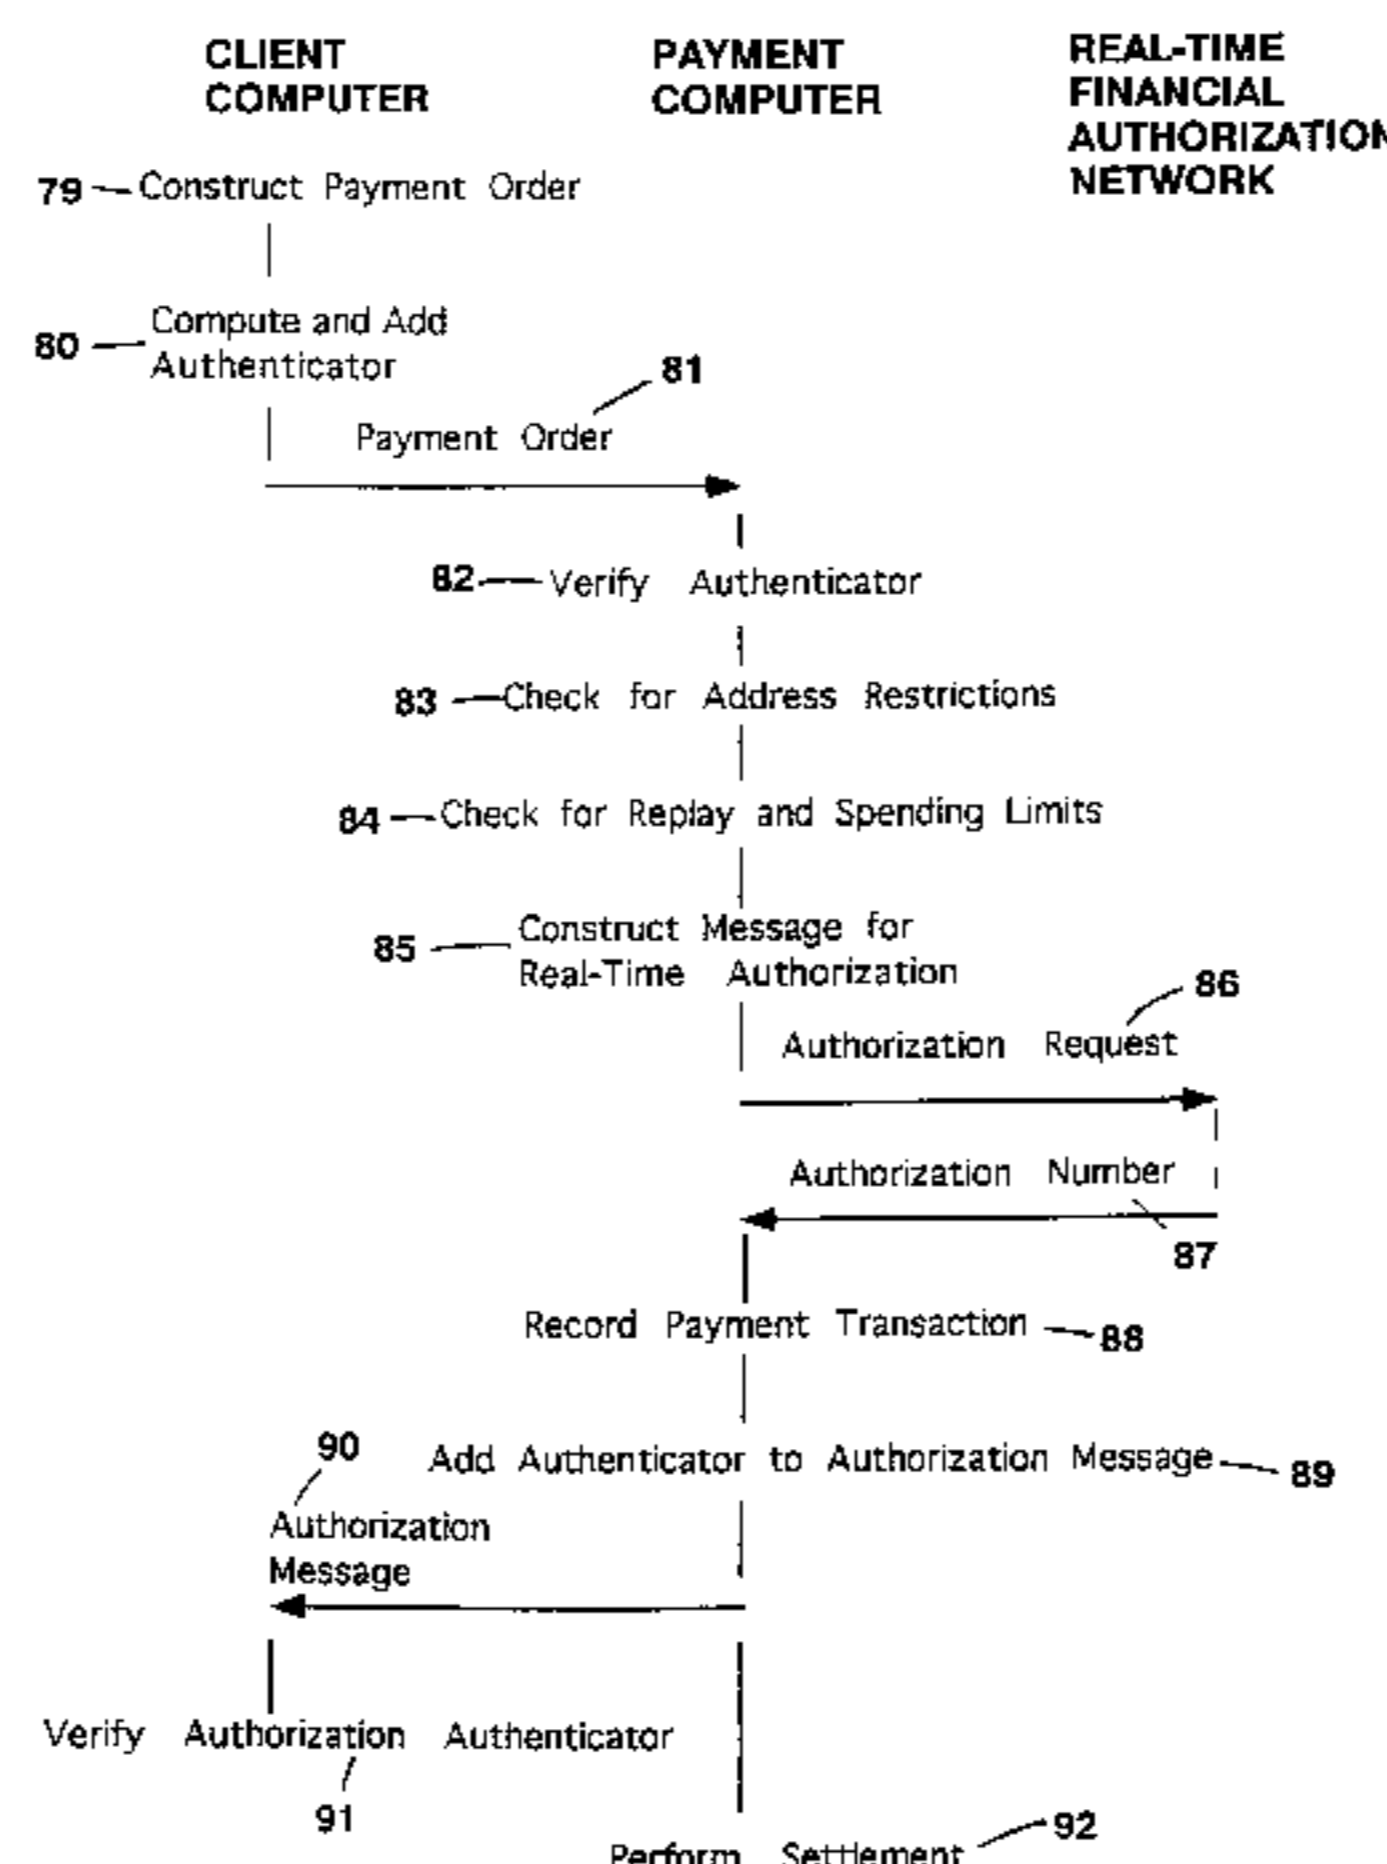 CLIENT
COMPUTER
PAYMENT
COMPUTER
REAL-TIME
FINANCIAL
AUTHORIZATION
NETWORK
79 Construct Payment Order
80 Compute and Add
Authenticator
81
Payment Order
82 Verify Authenticator
83 Check for Address Restrictions
84 Check for Replay and Spending Limits
85 Construct Message for
Real-Time Authorization
86
Authorization Request
Authorization Number
87
Record Payment Transaction 88
90
Add Authenticator to Authorization Message 89
Authorization
Message
Verify Authorization Authenticator
91
92
Perform Settlement